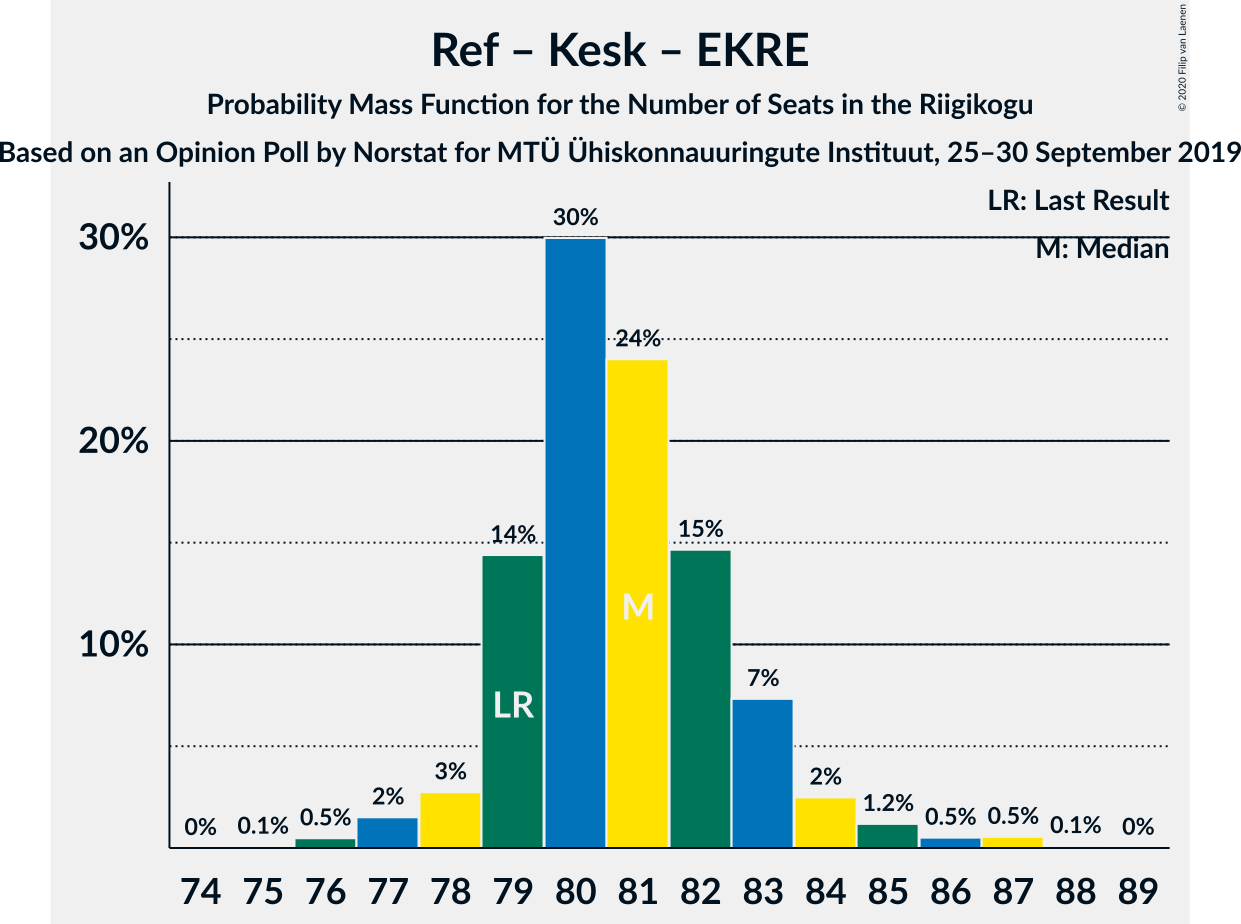 Ref – Kesk – EKRE
Probability Mass Function for the Number of Seats in the Riigikogu
Based on an Opinion Poll by Norstat for MTÜ Ühiskonnauuringute Instituut, 25–30 September 2019
© 2020 Filip van Laenen
LR: Last Result
M: Median
30%
20%
10%
0%
0.1%
0.5%
2%
3%
14%
30%
24%
15%
7%
2%
1.2%
0.5%
0.5%
0.1%
0%
LR
M
74 75 76 77 78 79 80 81 82 83 84 85 86 87 88 89